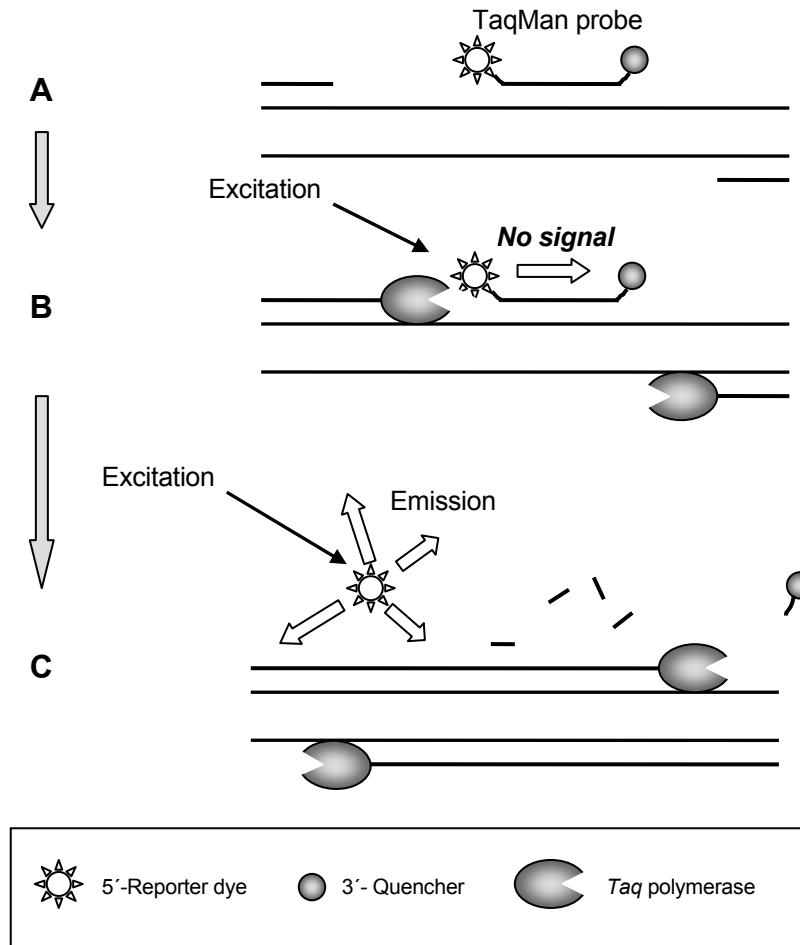 TaqMan probe
A
Excitation
No signal
B
Excitation
Emission
C
5´-Reporter dye
3´- Quencher
Taq polymerase